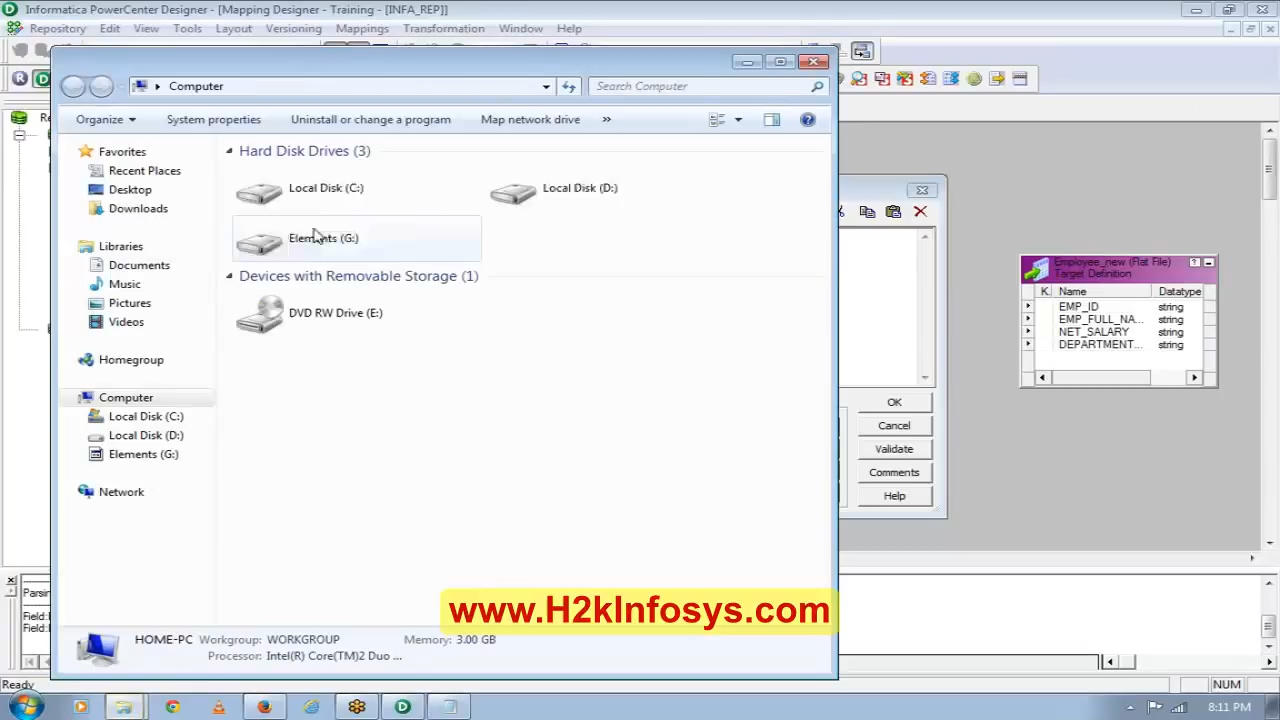 Informatica PowerCenter Designer - [Mapping Designer - Training - [INFA_REP]]
Repository Edit View Tools Layout Versioning Mappings Transformation Window Help
Computer
Search Computer
Organize System properties Uninstall or change a program Map network drive »
Favorites
Recent Places
Desktop
Downloads
Libraries
Documents
Music
Pictures
Videos
Homegroup
Computer
Local Disk (C:)
Local Disk (D:)
Elements (G:)
Network
Hard Disk Drives (3)
Local Disk (C:)
Local Disk (D:)
Elements (G:)
Devices with Removable Storage (1)
DVD RW Drive (E:)
Employee_new (Flat File)
Target Definition
K. Name Datatype
EMP_ID string
EMP_FULL_NA... string
NET_SALARY string
DEPARTMENT... string
OK
Cancel
Validate
Comments
Help
Parsin
Field:
Field:
www.H2kInfosys.com
HOME-PC Workgroup: WORKGROUP Memory: 3.00 GB
Processor: Intel(R) Core(TM)2 Duo ...
Ready
NUM
8:11 PM